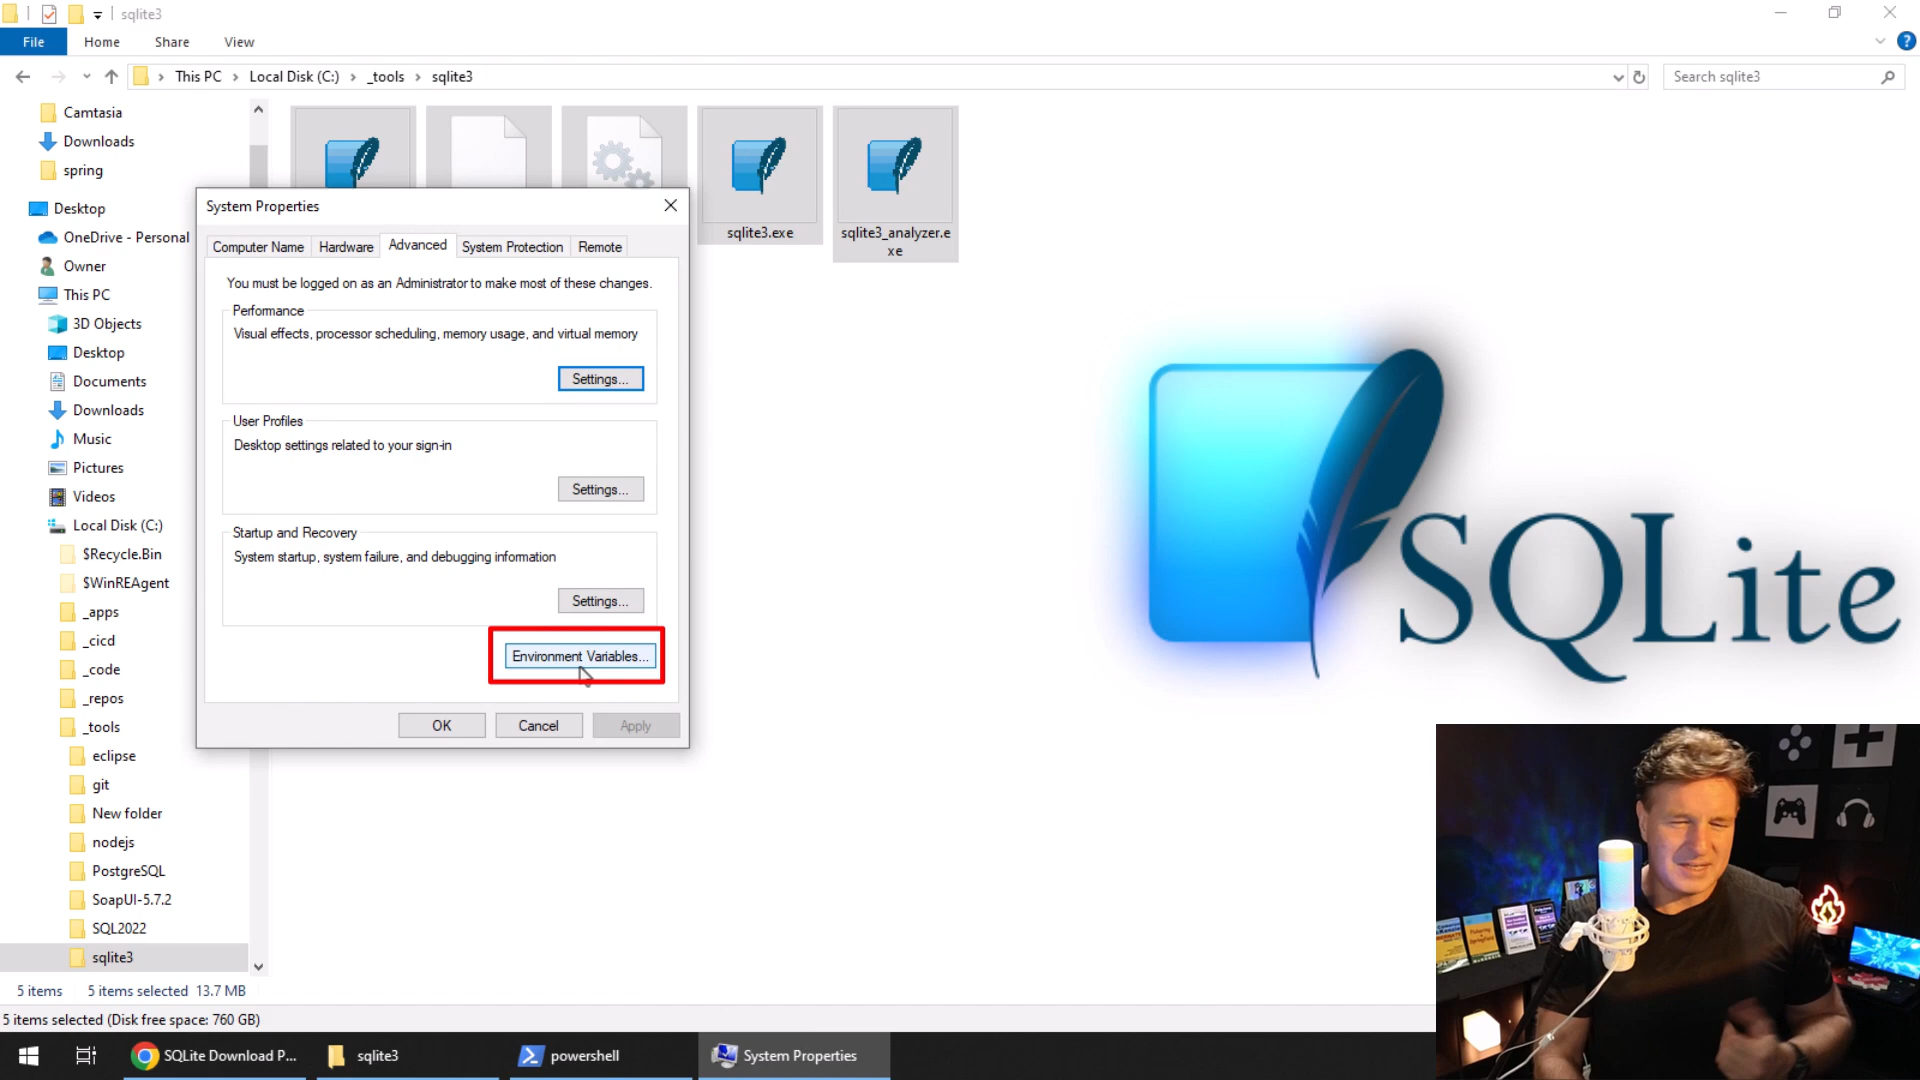 sqlite3
File
Home
Share
View
This PC
Local Disk (C:)
_tools
sqlite3
Search sqlite3
Camtasia
Downloads
spring
Desktop
OneDrive - Personal
Owner
This PC
3D Objects
Desktop
Documents
Downloads
Music
Pictures
Videos
Local Disk (C:)
$Recycle.Bin
$WinREAgent
_apps
_cicd
_code
_repos
_tools
eclipse
git
New folder
nodejs
PostgreSQL
SoapUI-5.7.2
SQL2022
sqlite3
sqlite3.exe
sqlite3_analyzer.e
xe
System Properties
Computer Name
Hardware
Advanced
System Protection
Remote
You must be logged on as an Administrator to make most of these changes.
Performance
Visual effects, processor scheduling, memory usage, and virtual memory
Settings...
User Profiles
Desktop settings related to your sign-in
Settings...
Startup and Recovery
System startup, system failure, and debugging information
Settings...
Environment Variables...
OK
Cancel
Apply
SQLite
5 items
5 items selected 13.7 MB
5 items selected (Disk free space: 760 GB)
SQLite Download P...
sqlite3
powershell
System Properties